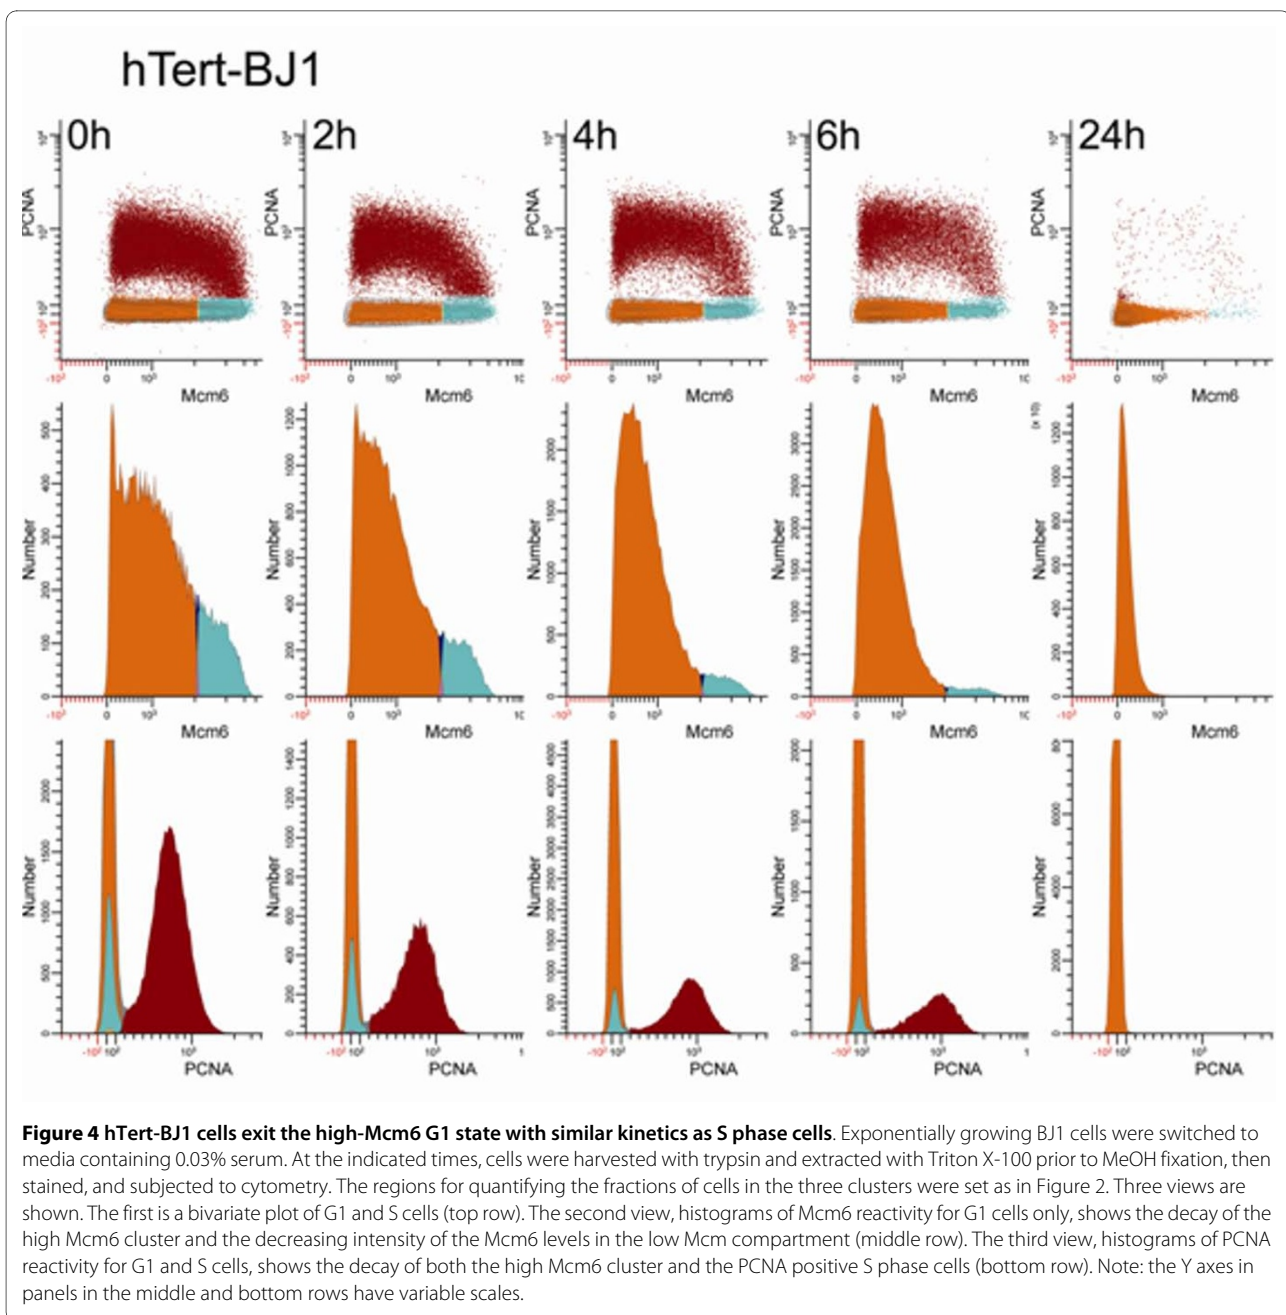 hTert-BJ1
0h 2h 4h 6h 24h
PCNA PCNA PCNA PCNA PCNA
Mcm6 Mcm6 Mcm6 Mcm6 Mcm6
Number Number Number Number Number
Mcm6 Mcm6 Mcm6 Mcm6 Mcm6
Number Number Number Number Number
PCNA PCNA PCNA PCNA PCNA
Figure 4 hTert-BJ1 cells exit the high-Mcm6 G1 state with similar kinetics as S phase cells. Exponentially growing BJ1 cells were switched to
media containing 0.03% serum. At the indicated times, cells were harvested with trypsin and extracted with Triton X-100 prior to MeOH fixation, then
stained, and subjected to cytometry. The regions for quantifying the fractions of cells in the three clusters were set as in Figure 2. Three views are
shown. The first is a bivariate plot of G1 and S cells (top row). The second view, histograms of Mcm6 reactivity for G1 cells only, shows the decay of the
high Mcm6 cluster and the decreasing intensity of the Mcm6 levels in the low Mcm compartment (middle row). The third view, histograms of PCNA
reactivity for G1 and S cells, shows the decay of both the high Mcm6 cluster and the PCNA positive S phase cells (bottom row). Note: the Y axes in
panels in the middle and bottom rows have variable scales.